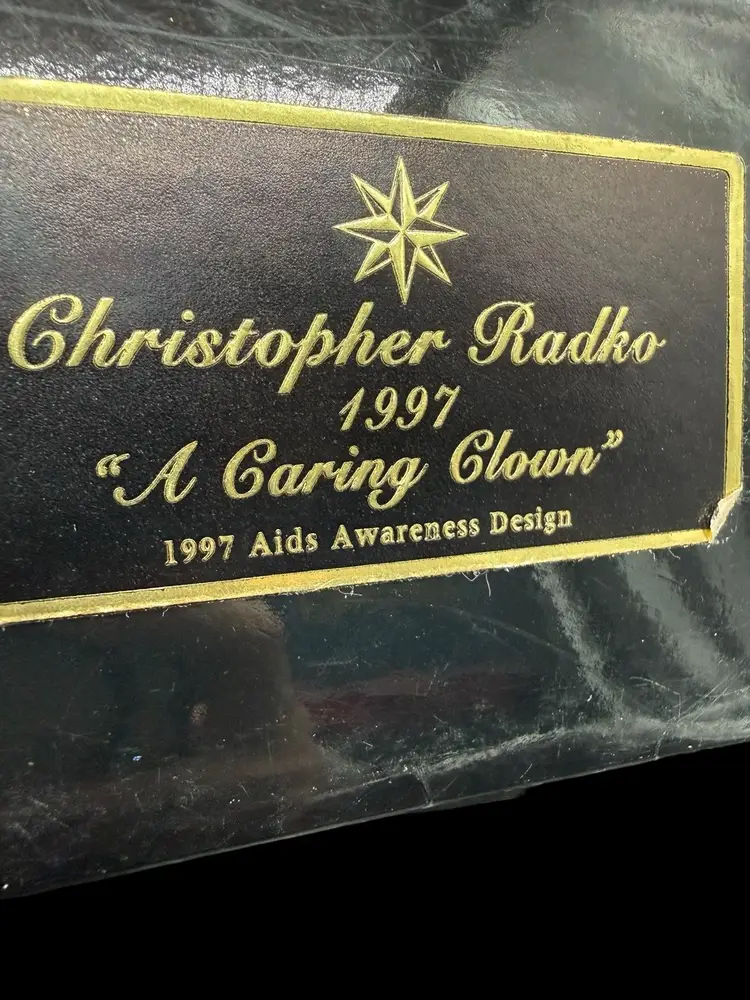 Christopher Radko
1997
“A Caring Clown”
1997 Aids Awareness Design